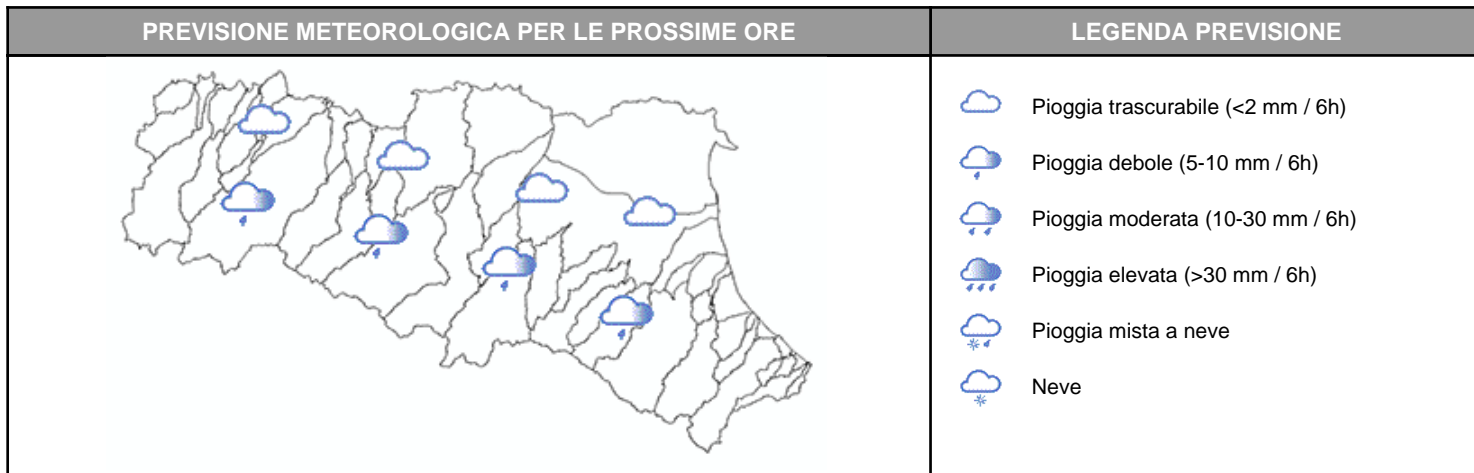 PREVISIONE METEOROLOGICA PER LE PROSSIME ORE
LEGENDA PREVISIONE
Pioggia trascurabile (<2 mm / 6h)
Pioggia debole (5-10 mm / 6h)
Pioggia moderata (10-30 mm / 6h)
Pioggia elevata (>30 mm / 6h)
Pioggia mista a neve
Neve